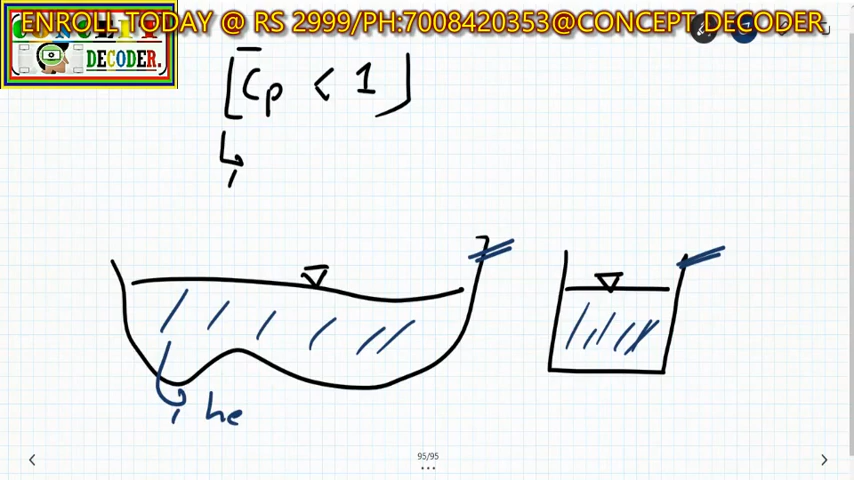 ENROLL TODAY @ RS 2999/PH:7008420353@CONCEPT DECODER.
DECODER.
[Cp < 1]
he
95/95